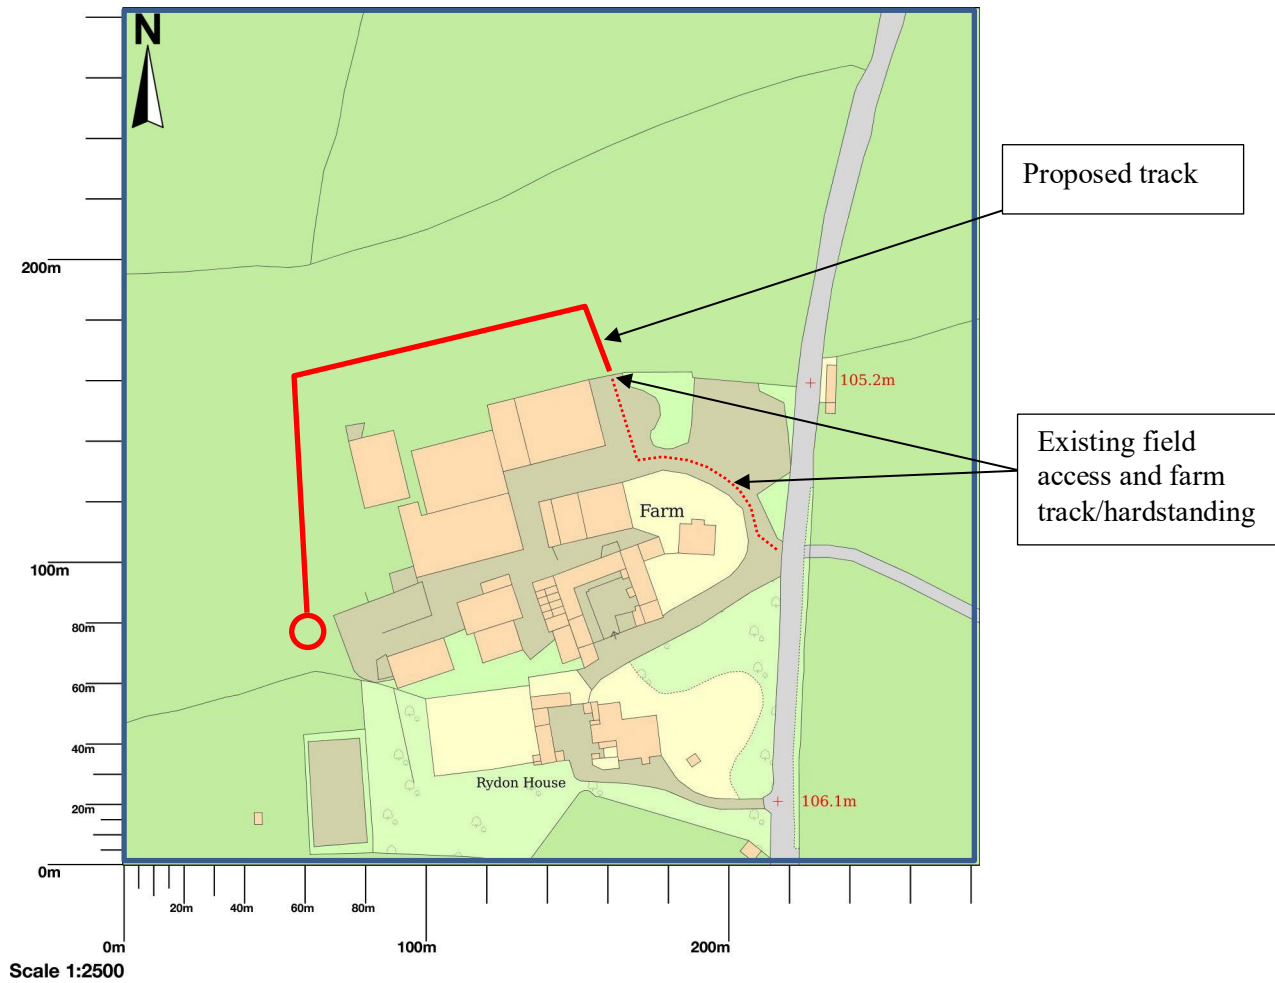 N
Proposed track
200m
105.2m
Existing field
access and farm
track/hardstanding
Farm
100m
80m
60m
40m
Rydon House
20m
106.1m
0m
20m
40m
60m
80m
0m
100m
200m
Scale 1:2500